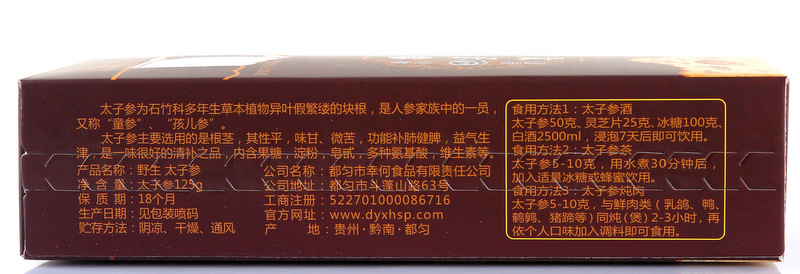 太子参为石竹科多年生草本植物异叶假繁缕的块根，是人参家族中的一员，
又称“童参”、“孩儿参”。
太子参主要选用的是根茎，其性平，味甘、微苦，功能补肺健脾，益气生
津，是一味很好的清补之品，内含果糖，淀粉，皂甙，多种氨基酸，维生素等。
产品名称：野生 太子参
净 含 量：太子参125g
保 质 期：18个月
生产日期：见包装喷码
贮存方法：阴凉、干燥、通风
公司名称：都匀市幸何食品有限责任公司
公司地址：都匀市斗蓬山路63号
工商注册：522701000086716
官方网址：www.dyxhsp.com
产 地：贵州·黔南·都匀
食用方法1：太子参酒
太子参50克、灵芝片25克、冰糖100克、
白酒2500ml，浸泡7天后即可饮用。
食用方法2：太子参茶
太子参5-10克，用水煮30分钟后，
加入适量冰糖或蜂蜜饮用。
食用方法3：太子参炖肉
太子参5-10克，与鲜肉类（乳鸽、鸭、
鹌鹑、猪蹄等）同炖（煲）2-3小时，再
依个人口味加入调料即可食用。